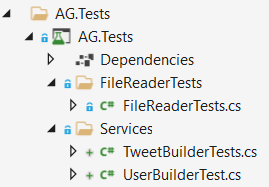 AG.Tests
AG.Tests
Dependencies
FileReaderTests
C# FileReaderTests.cs
Services
+ C# TweetBuilderTests.cs
+ C# UserBuilderTest.cs